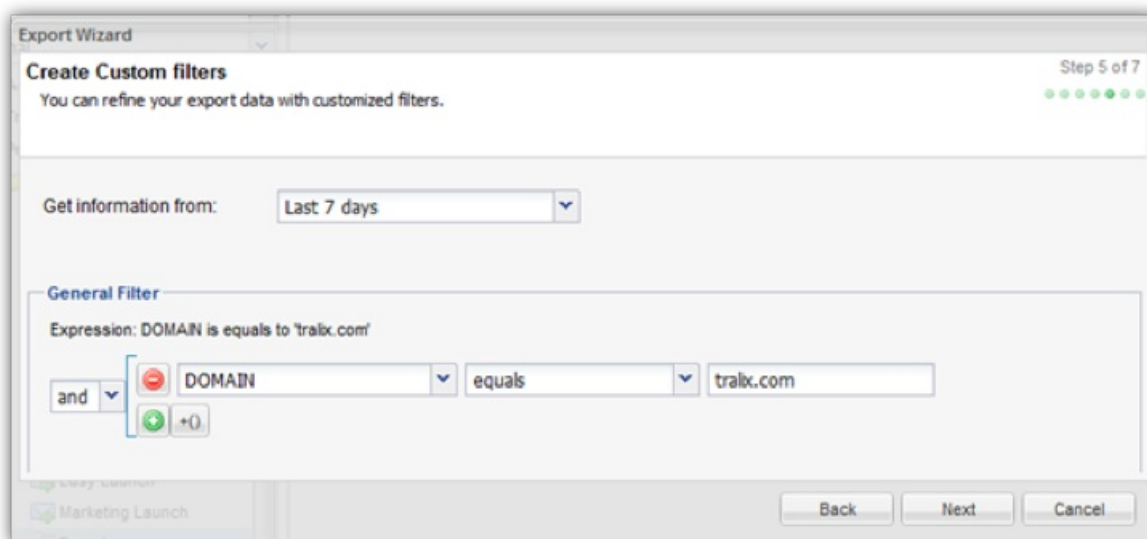 Export Wizard
Create Custom filters
Step 5 of 7
You can refine your export data with customized filters.
Get information from:
Last 7 days
General Filter
Expression: DOMAIN is equals to 'tralix.com'
and
DOMAIN
equals
tralix.com
+()
Easy Launch
Marketing Launch
Back
Next
Cancel